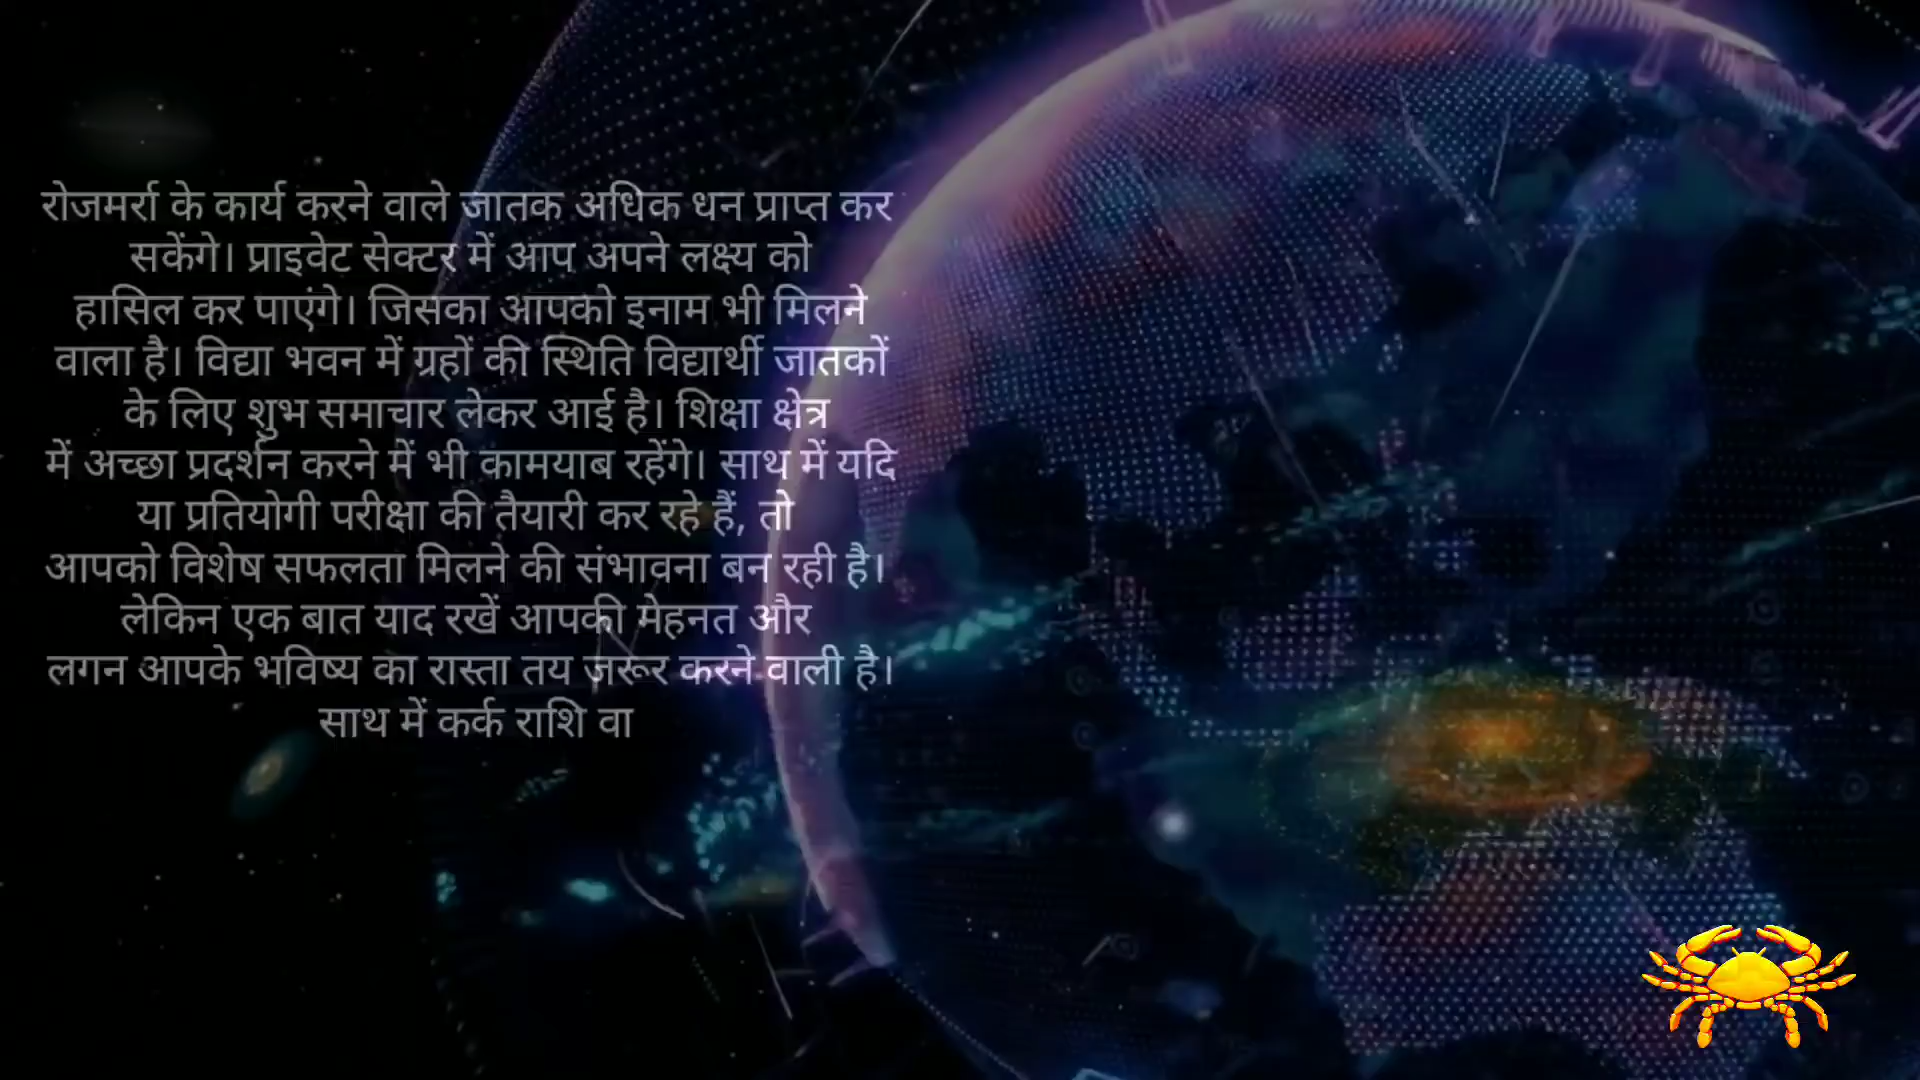 रोजमर्रा के कार्य करने वाले जातक अधिक धन प्राप्त कर
सकेंगे। प्राइवेट सेक्टर में आप अपने लक्ष्य को
हासिल कर पाएंगे। जिसका आपको इनाम भी मिलने
वाला है। विद्या भवन में ग्रहों की स्थिति विद्यार्थी जातकों
के लिए शुभ समाचार लेकर आई है। शिक्षा क्षेत्र
में अच्छा प्रदर्शन करने में भी कामयाब रहेंगे। साथ में यदि
या प्रतियोगी परीक्षा की तैयारी कर रहे हैं, तो
आपको विशेष सफलता मिलने की संभावना बन रही है।
लेकिन एक बात याद रखें आपकी मेहनत और
लगन आपके भविष्य का रास्ता तय ज़रूर करने वाली है।
साथ में कर्क राशि वा